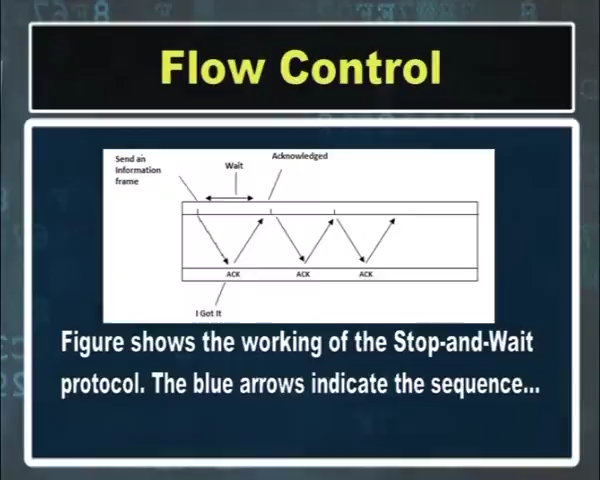 Flow Control
Send an
Information
frame
Wait
Acknowledged
ACK ACK ACK
I Got It
Figure shows the working of the Stop-and-Wait
protocol. The blue arrows indicate the sequence...